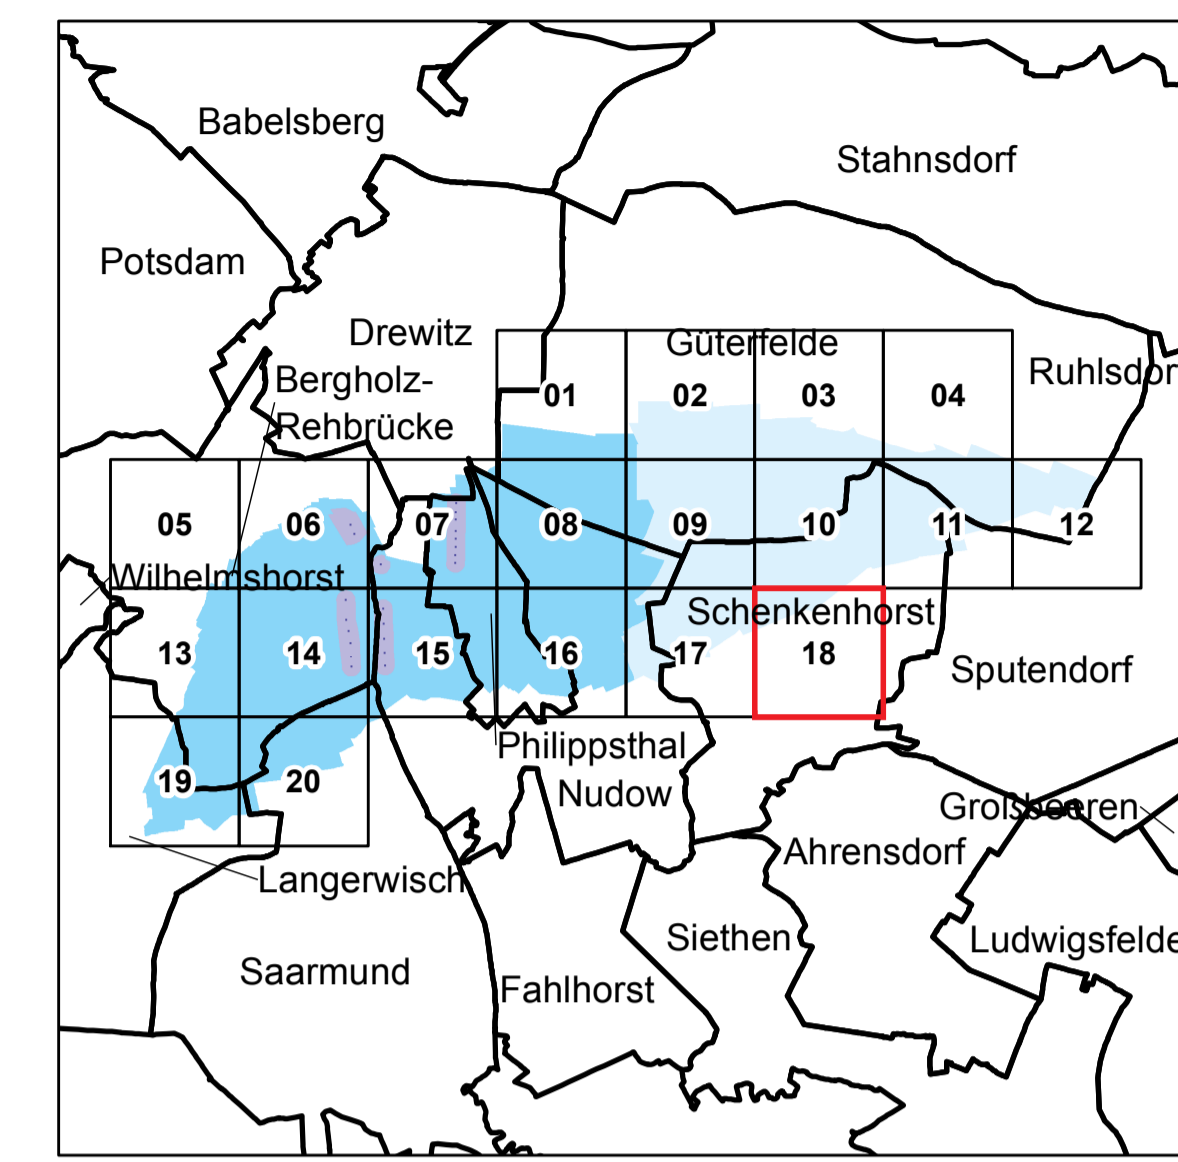 Babelsberg
Stahnsdorf
Potsdam
Drewitz
Güterfelde
Ruhlsdor
Bergholz-
Rehbrücke
01
02
03
04
05
06
07
08
09
10
11
12
Wilhelmshorst
Schenkenhorst
13
14
15
16
17
18
Sputendorf
Philippsthal
19
20
Nudow
Großbeeren
Ahrensdorf
Langerwisch
Siethen
Ludwigsfelde
Saarmund
Fahlhorst